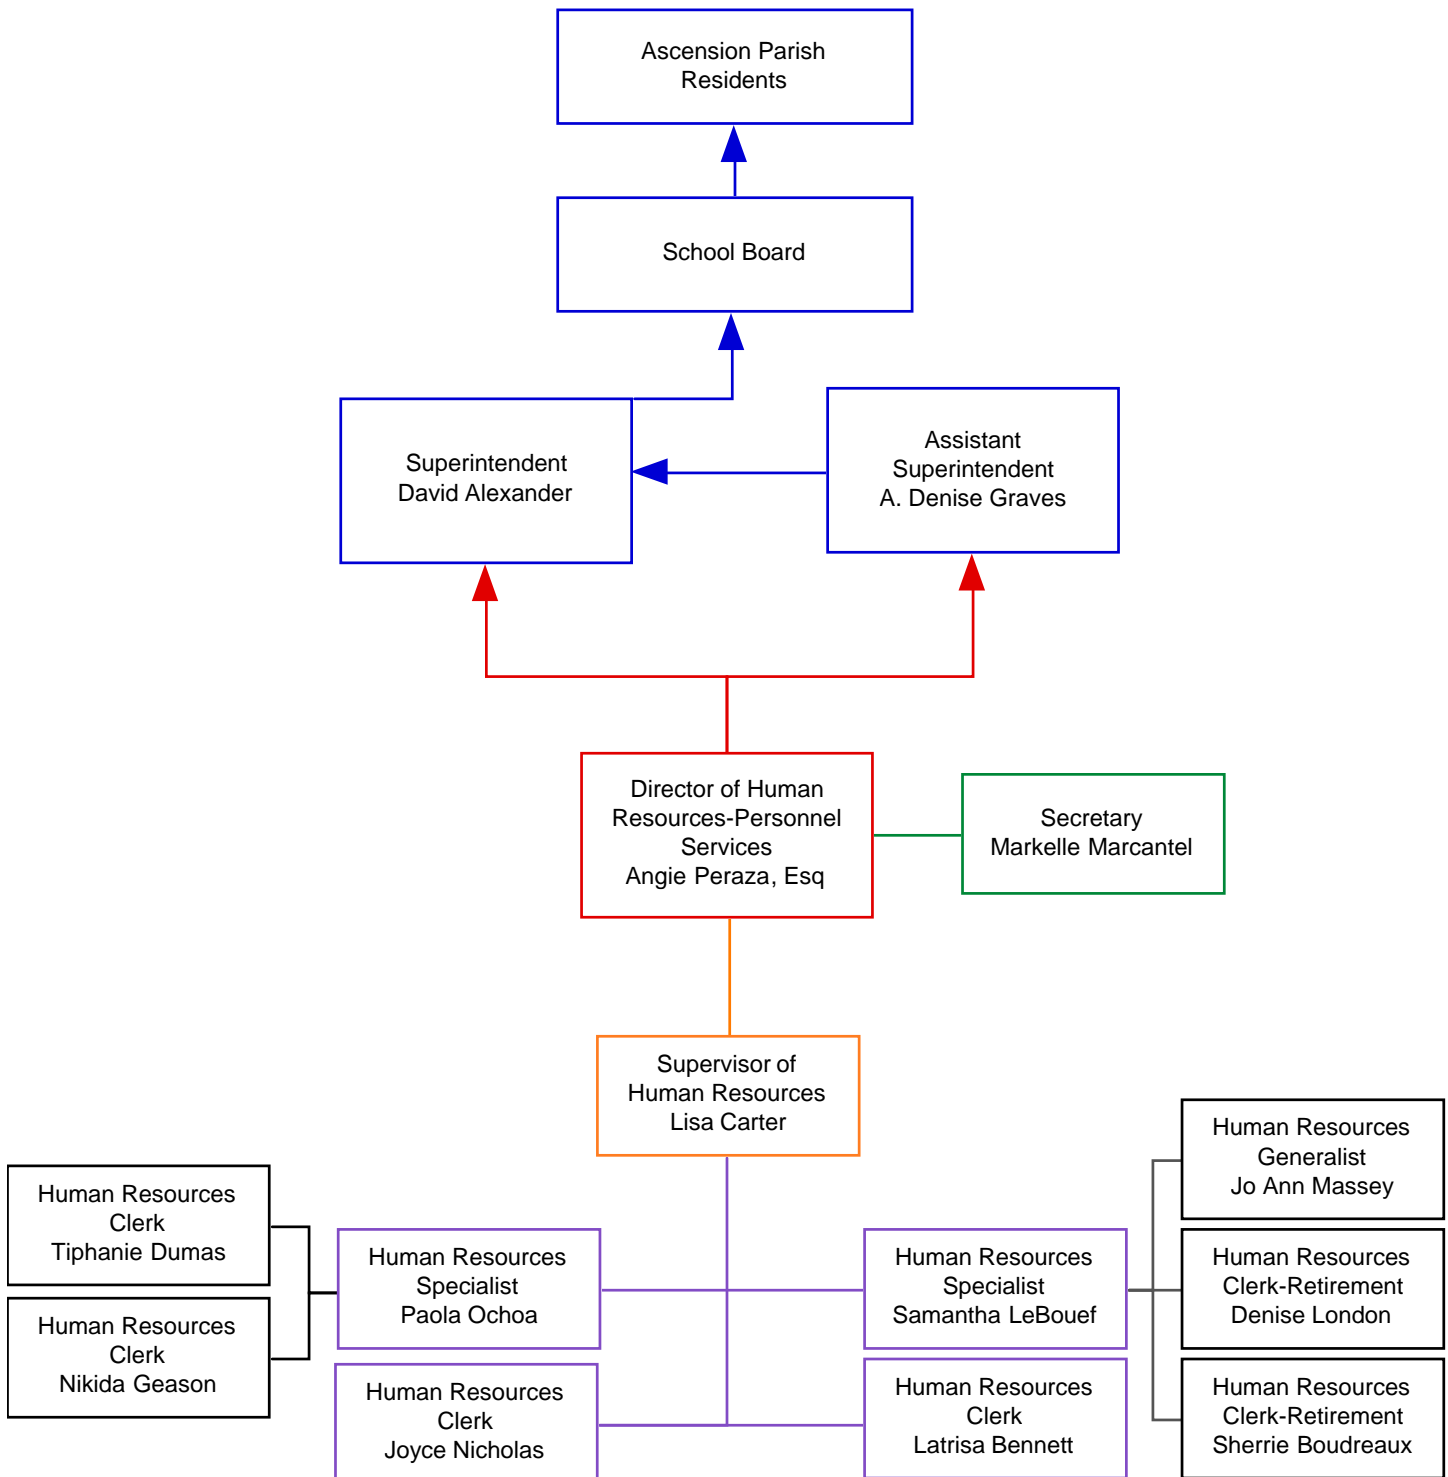 Ascension Parish
Residents
School Board
Superintendent
David Alexander
Assistant
Superintendent
A. Denise Graves
Director of Human
Resources-Personnel
Services
Angie Peraza, Esq
Secretary
Markelle Marcantel
Supervisor of
Human Resources
Lisa Carter
Human Resources
Generalist
Jo Ann Massey
Human Resources
Clerk
Tiphanie Dumas
Human Resources
Specialist
Paola Ochoa
Human Resources
Specialist
Samantha LeBouef
Human Resources
Clerk-Retirement
Denise London
Human Resources
Clerk
Nikida Geason
Human Resources
Clerk
Joyce Nicholas
Human Resources
Clerk
Latrisa Bennett
Human Resources
Clerk-Retirement
Sherrie Boudreaux